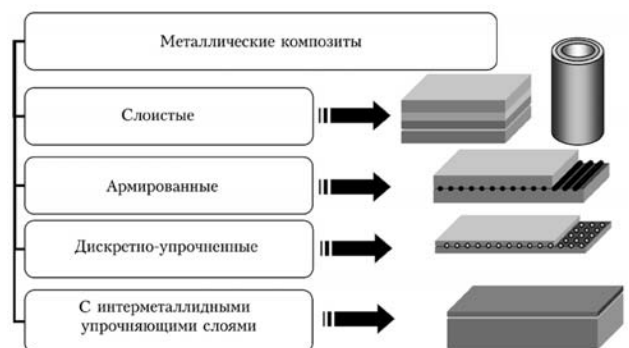 Металлические композиты
Слоистые
Армированные
Дискретно-упрочненные
С интерметаллидными
упрочняющими слоями